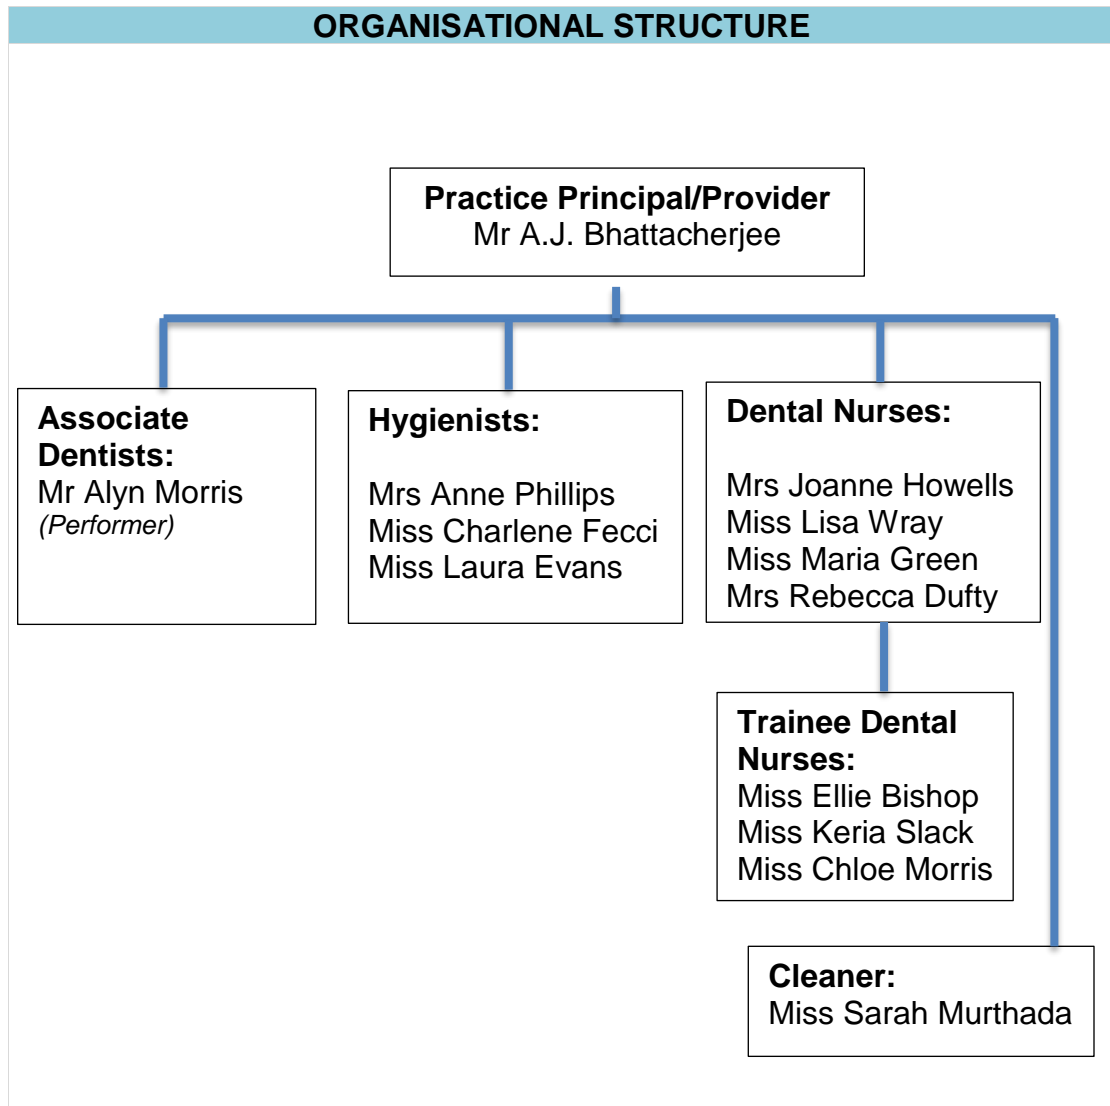 ORGANISATIONAL STRUCTURE
Practice Principal/Provider
Mr A.J. Bhattacherjee
Associate
Dentists:
Mr Alyn Morris
(Performer)
Hygienists:
Mrs Anne Phillips
Miss Charlene Fecci
Miss Laura Evans
Dental Nurses:
Mrs Joanne Howells
Miss Lisa Wray
Miss Maria Green
Mrs Rebecca Dufty
Trainee Dental
Nurses:
Miss Ellie Bishop
Miss Keria Slack
Miss Chloe Morris
Cleaner:
Miss Sarah Murthada